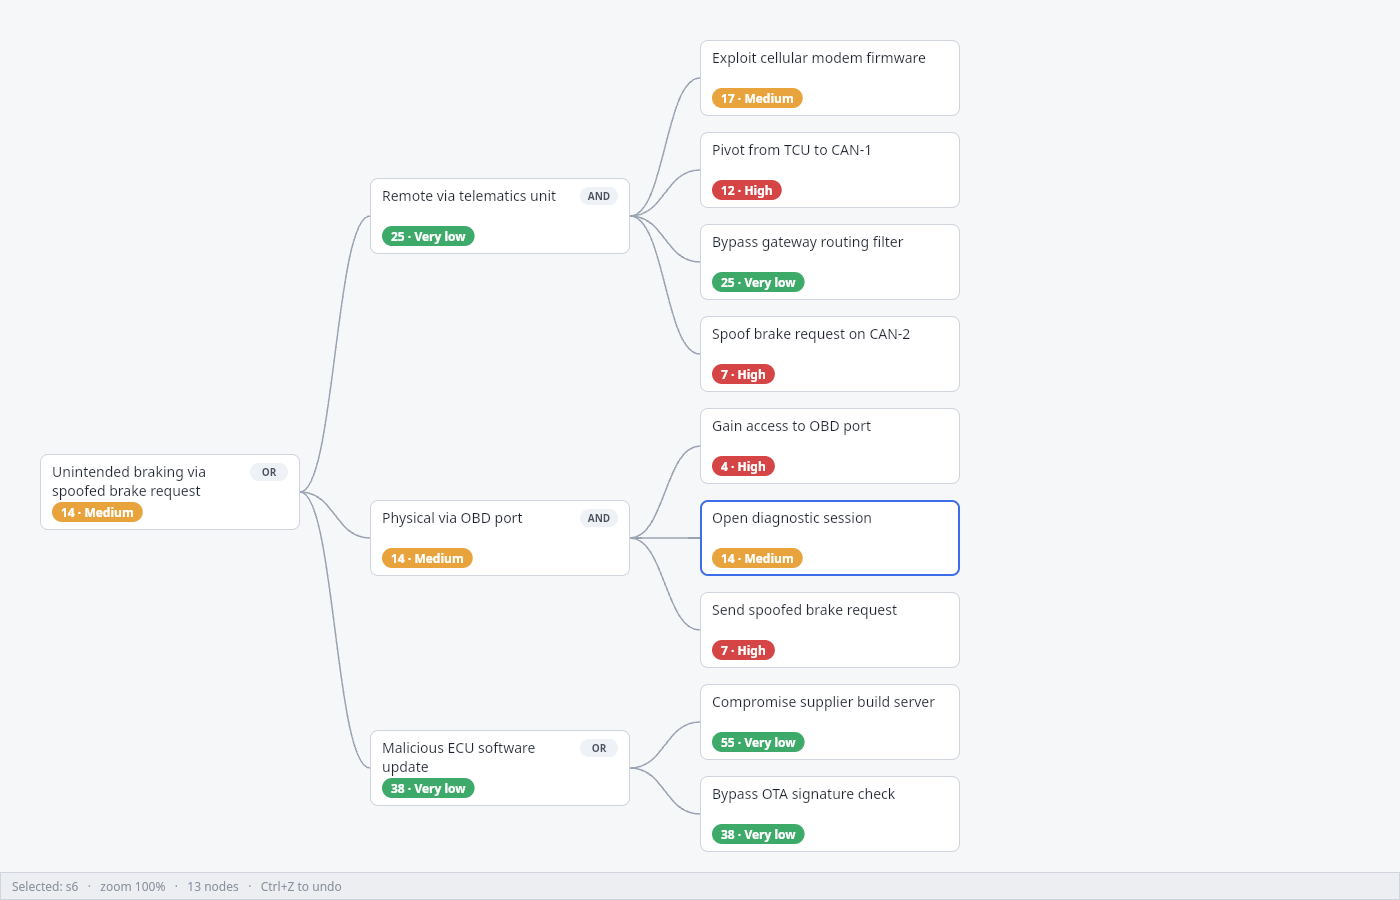 Unintended braking via
spoofed brake request
OR
14 · Medium
Remote via telematics unit
AND
25 · Very low
Exploit cellular modem firmware
17 · Medium
Pivot from TCU to CAN-1
12 · High
Bypass gateway routing filter
25 · Very low
Spoof brake request on CAN-2
7 · High
Physical via OBD port
AND
14 · Medium
Gain access to OBD port
4 · High
Open diagnostic session
14 · Medium
Send spoofed brake request
7 · High
Malicious ECU software
update
OR
38 · Very low
Compromise supplier build server
55 · Very low
Bypass OTA signature check
38 · Very low
Selected: s6 · zoom 100% · 13 nodes · Ctrl+Z to undo